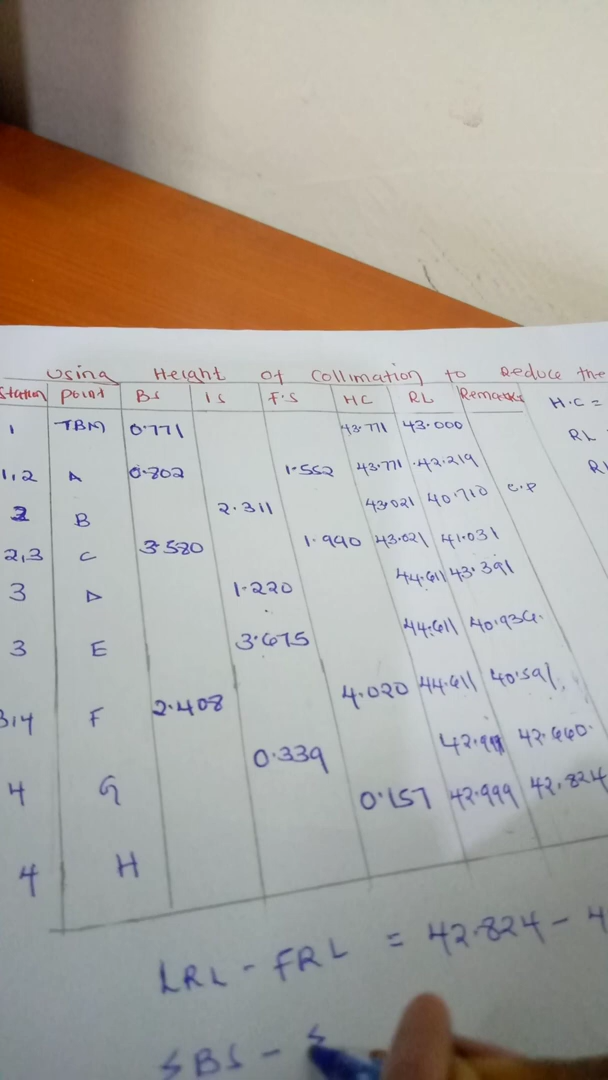 Using Height of Collimation to Reduce the
Station Point BS IS F.S HC RL Remarks H.C =
1 TBM 0.771 43.771 43.000 RL
1,2 A 0.802 1.552 43.771 42.219 RL
2 B 2.311 43.021 40.710 C.P
2,3 C 3.580 1.990 43.021 41.031
3 D 1.220 44.611 43.391
3 E 3.675 44.611 40.936
3,4 F 2.408 4.020 44.611 40.591
4 G 0.339 42.999 42.660
4 H 0.157 42.999 42.824
LRL - FRL = 42.824 - 4
ΣBS - Σ